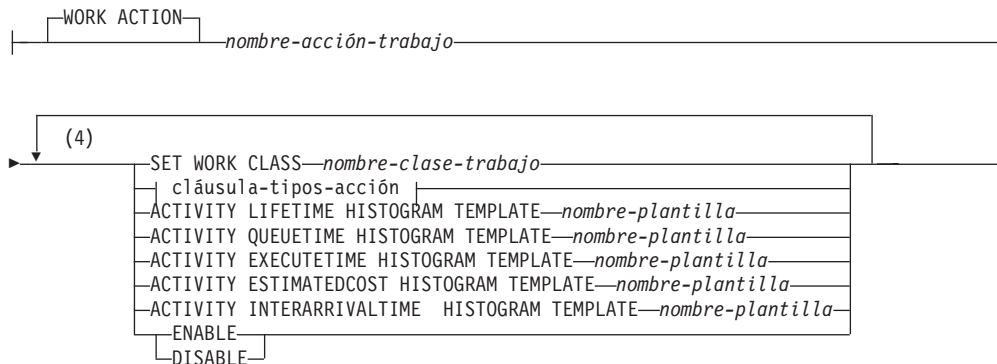 WORK ACTION
nombre-acción-trabajo
(4)
SET WORK CLASS nombre-clase-trabajo
cláusula-tipos-acción
ACTIVITY LIFETIME HISTOGRAM TEMPLATE nombre-plantilla
ACTIVITY QUEUETIME HISTOGRAM TEMPLATE nombre-plantilla
ACTIVITY EXECUTETIME HISTOGRAM TEMPLATE nombre-plantilla
ACTIVITY ESTIMATEDCOST HISTOGRAM TEMPLATE nombre-plantilla
ACTIVITY INTERARRIVALTIME HISTOGRAM TEMPLATE nombre-plantilla
ENABLE
DISABLE